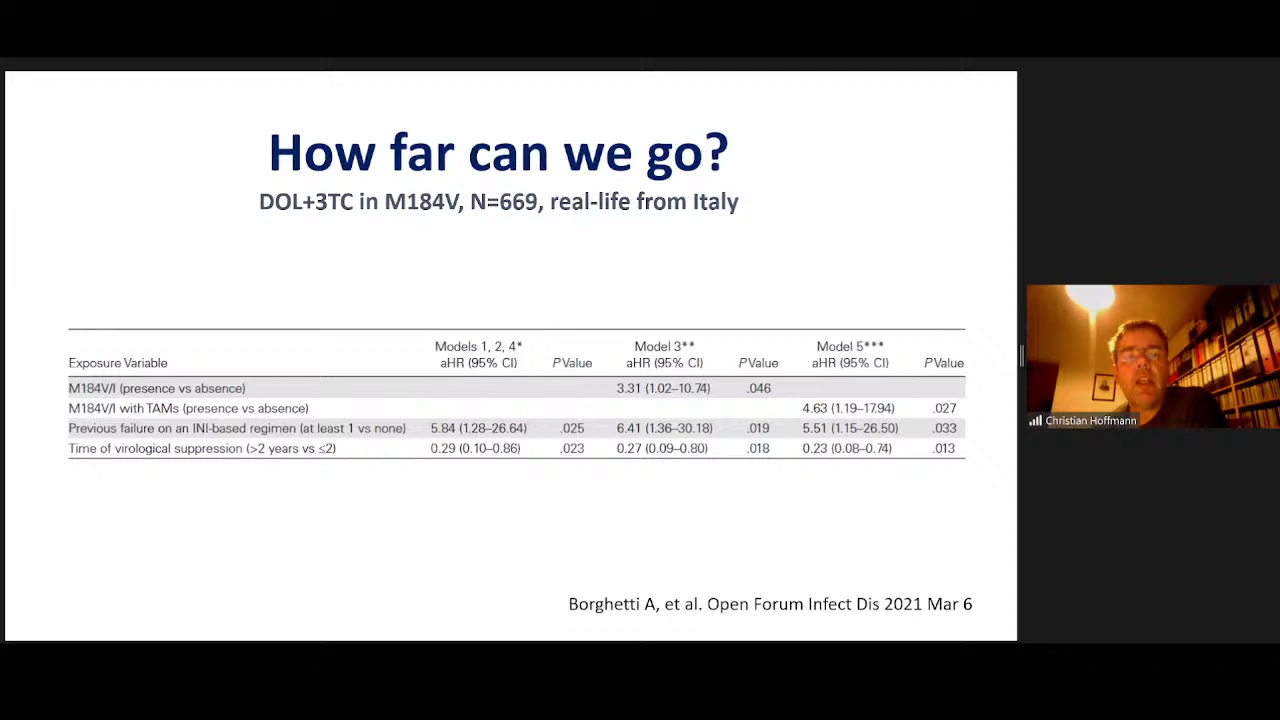 How far can we go?
DOL+3TC in M184V, N=669, real-life from Italy
Models 1, 2, 4* Model 3** Model 5***
Exposure Variable aHR (95% CI) P Value aHR (95% CI) P Value aHR (95% CI) P Value
M184V/I (presence vs absence) 3.31 (1.02–10.74) .046
M184V/I with TAMs (presence vs absence) 4.63 (1.19–17.94) .027
Previous failure on an INI-based regimen (at least 1 vs none) 5.84 (1.28–26.64) .025 6.41 (1.36–30.18) .019 5.51 (1.15–26.50) .033
Time of virological suppression (>2 years vs ≤2) 0.29 (0.10–0.86) .023 0.27 (0.09–0.80) .018 0.23 (0.08–0.74) .013
Borghetti A, et al. Open Forum Infect Dis 2021 Mar 6
Christian Hoffmann